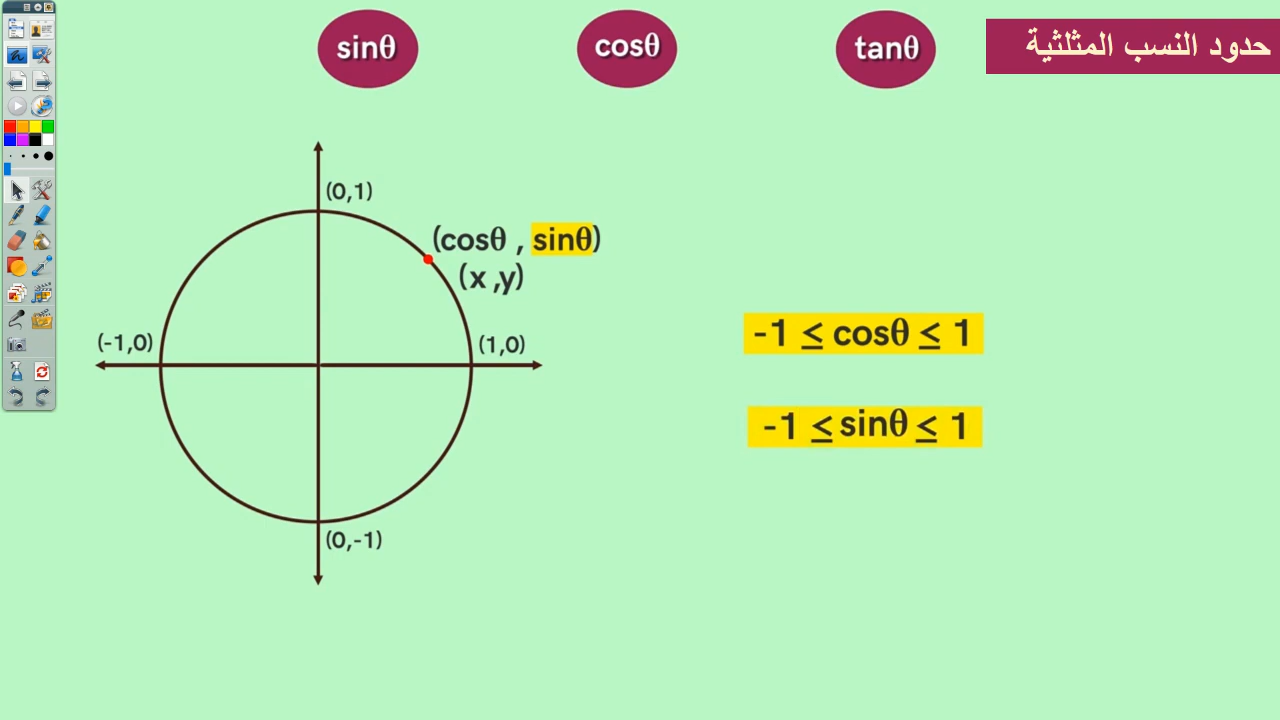 حدود النسب المثلثية
sinθ
cosθ
tanθ
(0,1)
(cosθ , sinθ)
(x ,y)
(-1,0)
(1,0)
(0,-1)
-1 ≤ cosθ ≤ 1
-1 ≤ sinθ ≤ 1